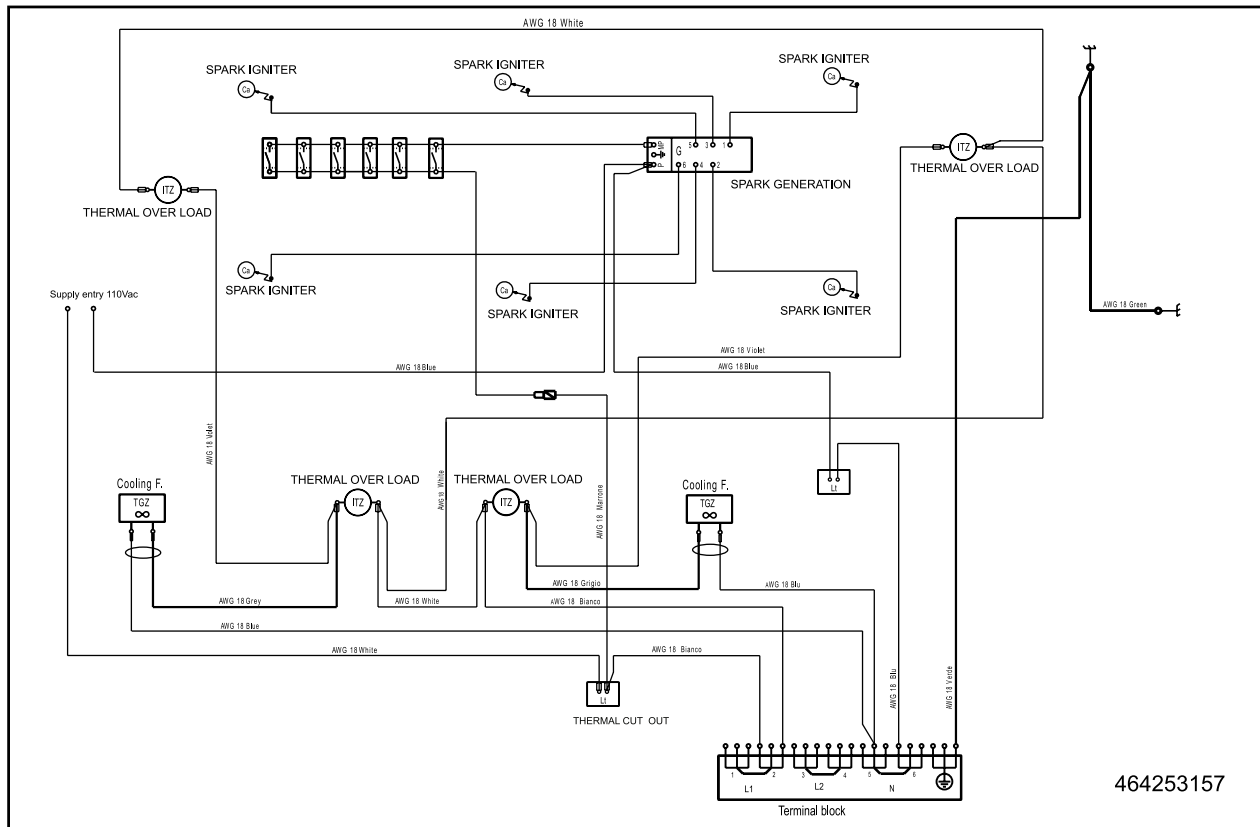 AWG 18 White
SPARK IGNITER
Ca
SPARK IGNITER
Ca
SPARK IGNITER
Ca
MP
P
G
5
3
1
6
4
2
SPARK GENERATION
ITZ
THERMAL OVER LOAD
ITZ
THERMAL OVER LOAD
Ca
SPARK IGNITER
Ca
SPARK IGNITER
Ca
SPARK IGNITER
Supply entry 110Vac
AWG 18 Green
AWG 18 Violet
AWG 18 Blue
AWG 18 Blue
AWG 18 Volet
AWG 18 White
AWG 18 Marrone
Cooling F.
TGZ
THERMAL OVER LOAD
ITZ
THERMAL OVER LOAD
ITZ
Cooling F.
TGZ
Lt
AWG 18 Grey
AWG 18 White
AWG 18 Grigio
AWG 18 Bianco
AWG 18 Blu
AWG 18 Blue
AWG 18 White
AWG 18 Bianco
AWG 18 Blu
AWG 18 Verde
Lt
THERMAL CUT OUT
1
2
3
4
5
6
L1
L2
N
Terminal block
464253157